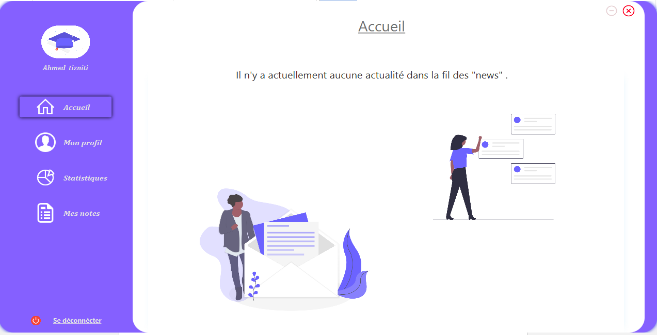 Accueil
Ahmed tizniti
Il n'y a actuellement aucune actualité dans la fil des "news" .
Accueil
Mon profil
Statistiques
Mes notes
Se déconnécter